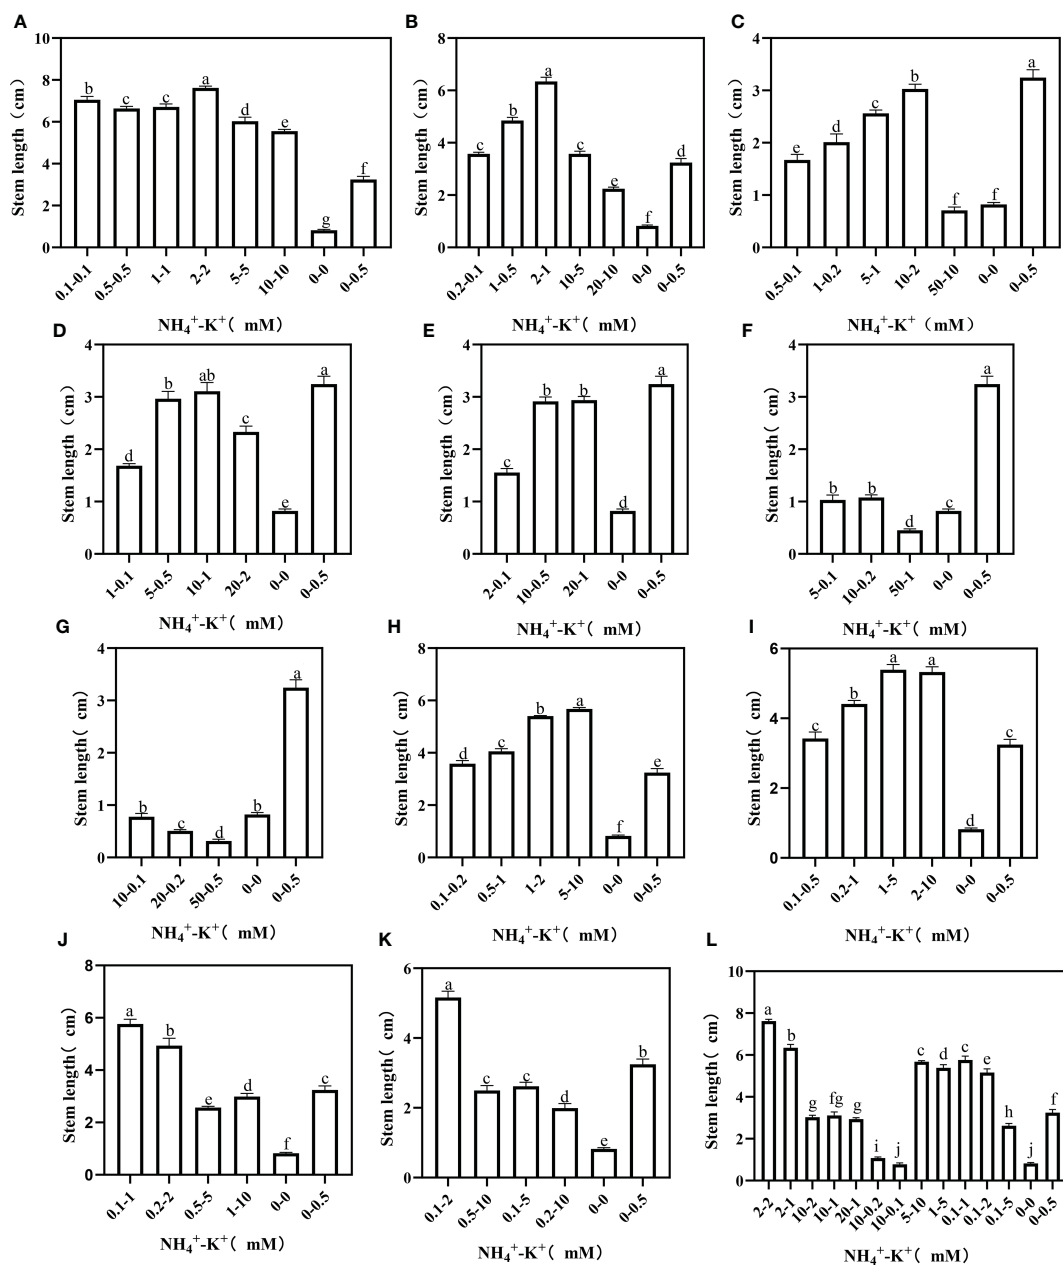 A
Stem length（cm）
10
8
6
4
2
0
b
c
c
a
d
e
g
f
0.1-0.1
0.5-0.5
1-1
2-2
5-5
10-10
0-0
0-0.5
NH₄⁺-K⁺( mM)
B
Stem length（cm）
8
6
4
2
0
c
b
a
c
e
f
d
0.2-0.1
1-0.5
2-1
10-5
20-10
0-0
0-0.5
NH₄⁺-K⁺( mM)
C
Stem length（cm）
4
3
2
1
0
e
d
c
b
f
f
a
0.5-0.1
1-0.2
5-1
10-2
50-10
0-0
0-0.5
NH₄⁺-K⁺（mM）
D
Stem length（cm）
4
3
2
1
0
d
b
ab
c
e
a
1-0.1
5-0.5
10-1
20-2
0-0
0-0.5
NH₄⁺-K⁺( mM)
E
Stem length（cm）
4
3
2
1
0
c
b
b
d
a
2-0.1
10-0.5
20-1
0-0
0-0.5
NH₄⁺-K⁺( mM)
F
Stem length( cm)
4
3
2
1
0
b
b
d
c
a
5-0.1
10-0.2
50-1
0-0
0-0.5
NH₄⁺-K⁺( mM)
G
Stem length( cm)
4
3
2
1
0
b
c
d
b
a
10-0.1
20-0.2
50-0.5
0-0
0-0.5
NH₄⁺-K⁺( mM)
H
Stem length( cm)
8
6
4
2
0
d
c
b
a
f
e
0.1-0.2
0.5-1
1-2
5-10
0-0
0-0.5
NH₄⁺-K⁺( mM)
I
Stem length( cm)
6
4
2
0
c
b
a
a
d
c
0.1-0.5
0.2-1
1-5
2-10
0-0
0-0.5
NH₄⁺-K⁺( mM)
J
Stem length( cm)
8
6
4
2
0
a
b
e
d
f
c
0.1-1
0.2-2
0.5-5
1-10
0-0
0-0.5
NH₄⁺-K⁺( mM)
K
Stem length( cm)
6
4
2
0
a
c
c
d
e
b
0.1-2
0.5-10
0.1-5
0.2-10
0-0
0-0.5
NH₄⁺-K⁺( mM)
L
Stem length( cm)
10
8
6
4
2
0
a
b
g
fg
g
i
j
c
d
c
e
h
j
f
2-2
2-1
10-2
10-1
20-1
10-0.2
10-0.1
5-10
1-5
0.1-1
0.1-2
0.1-5
0-0
0-0.5
NH₄⁺-K⁺( mM)